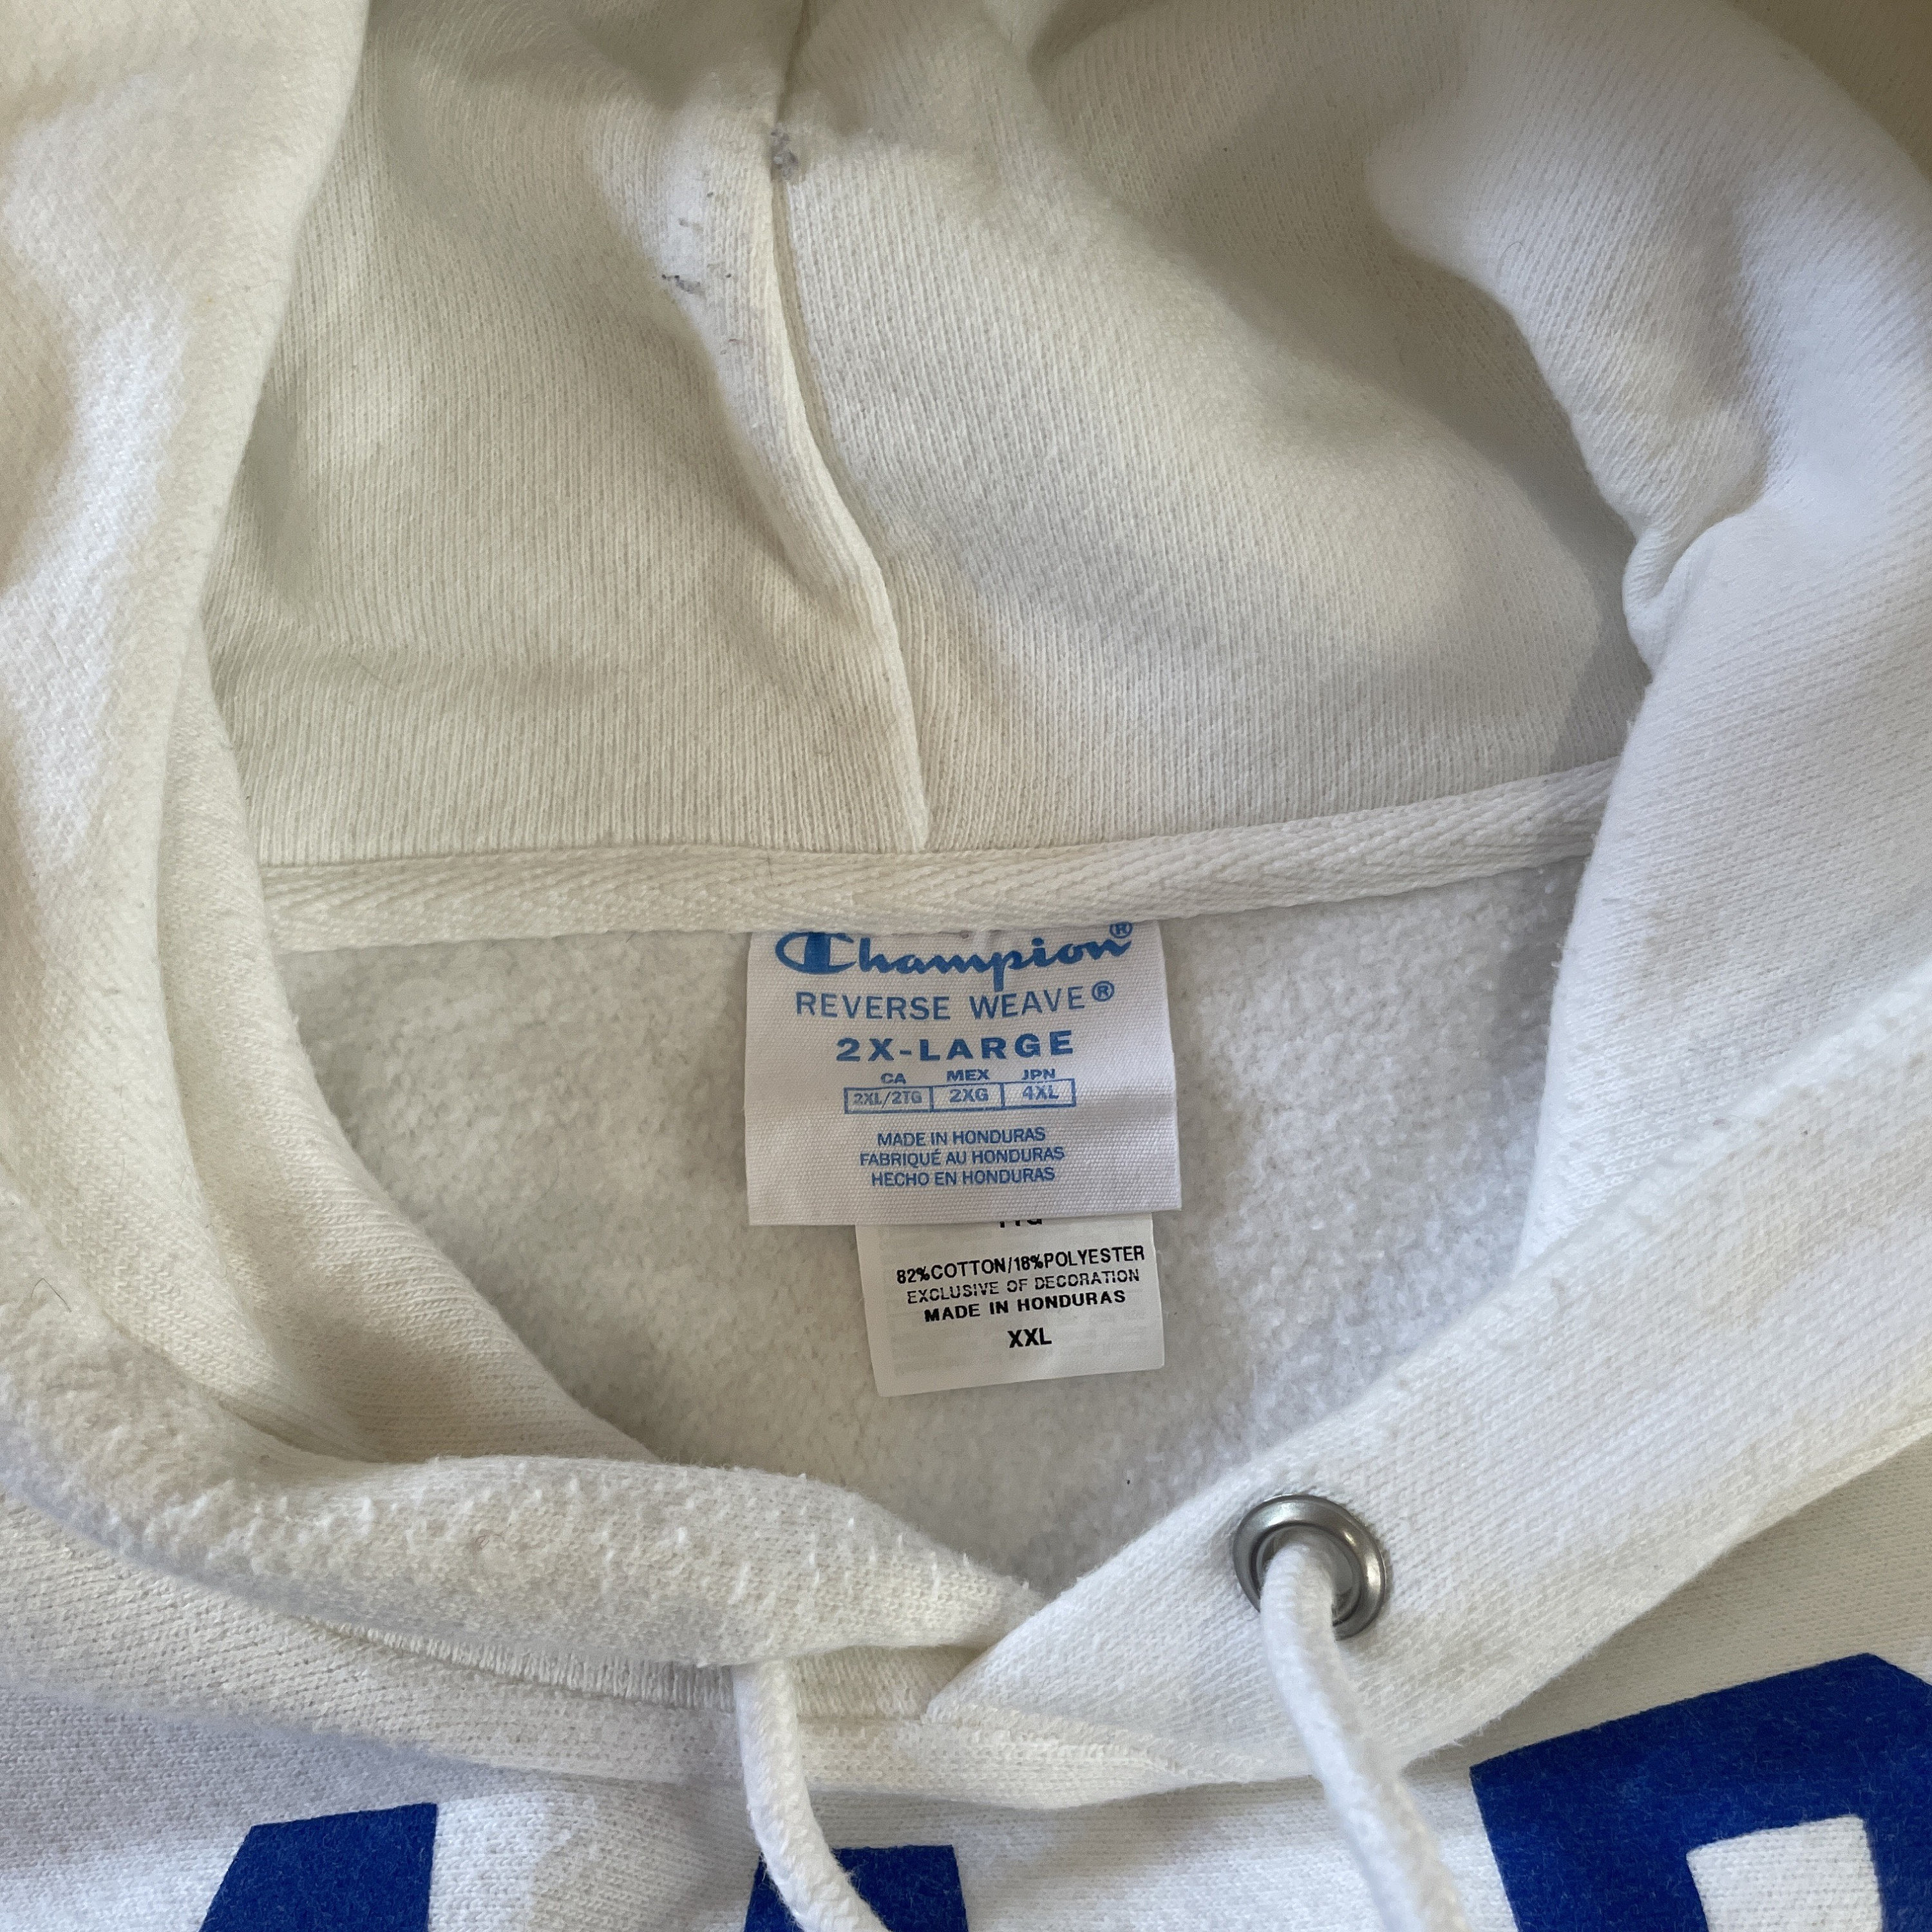 Champion®
REVERSE WEAVE®
2X-LARGE
CA MEX JPN
2XL/2TG 2XG 4XL
MADE IN HONDURAS
FABRIQUÉ AU HONDURAS
HECHO EN HONDURAS
82%COTTON/18%POLYESTER
EXCLUSIVE OF DECORATION
MADE IN HONDURAS
XXL